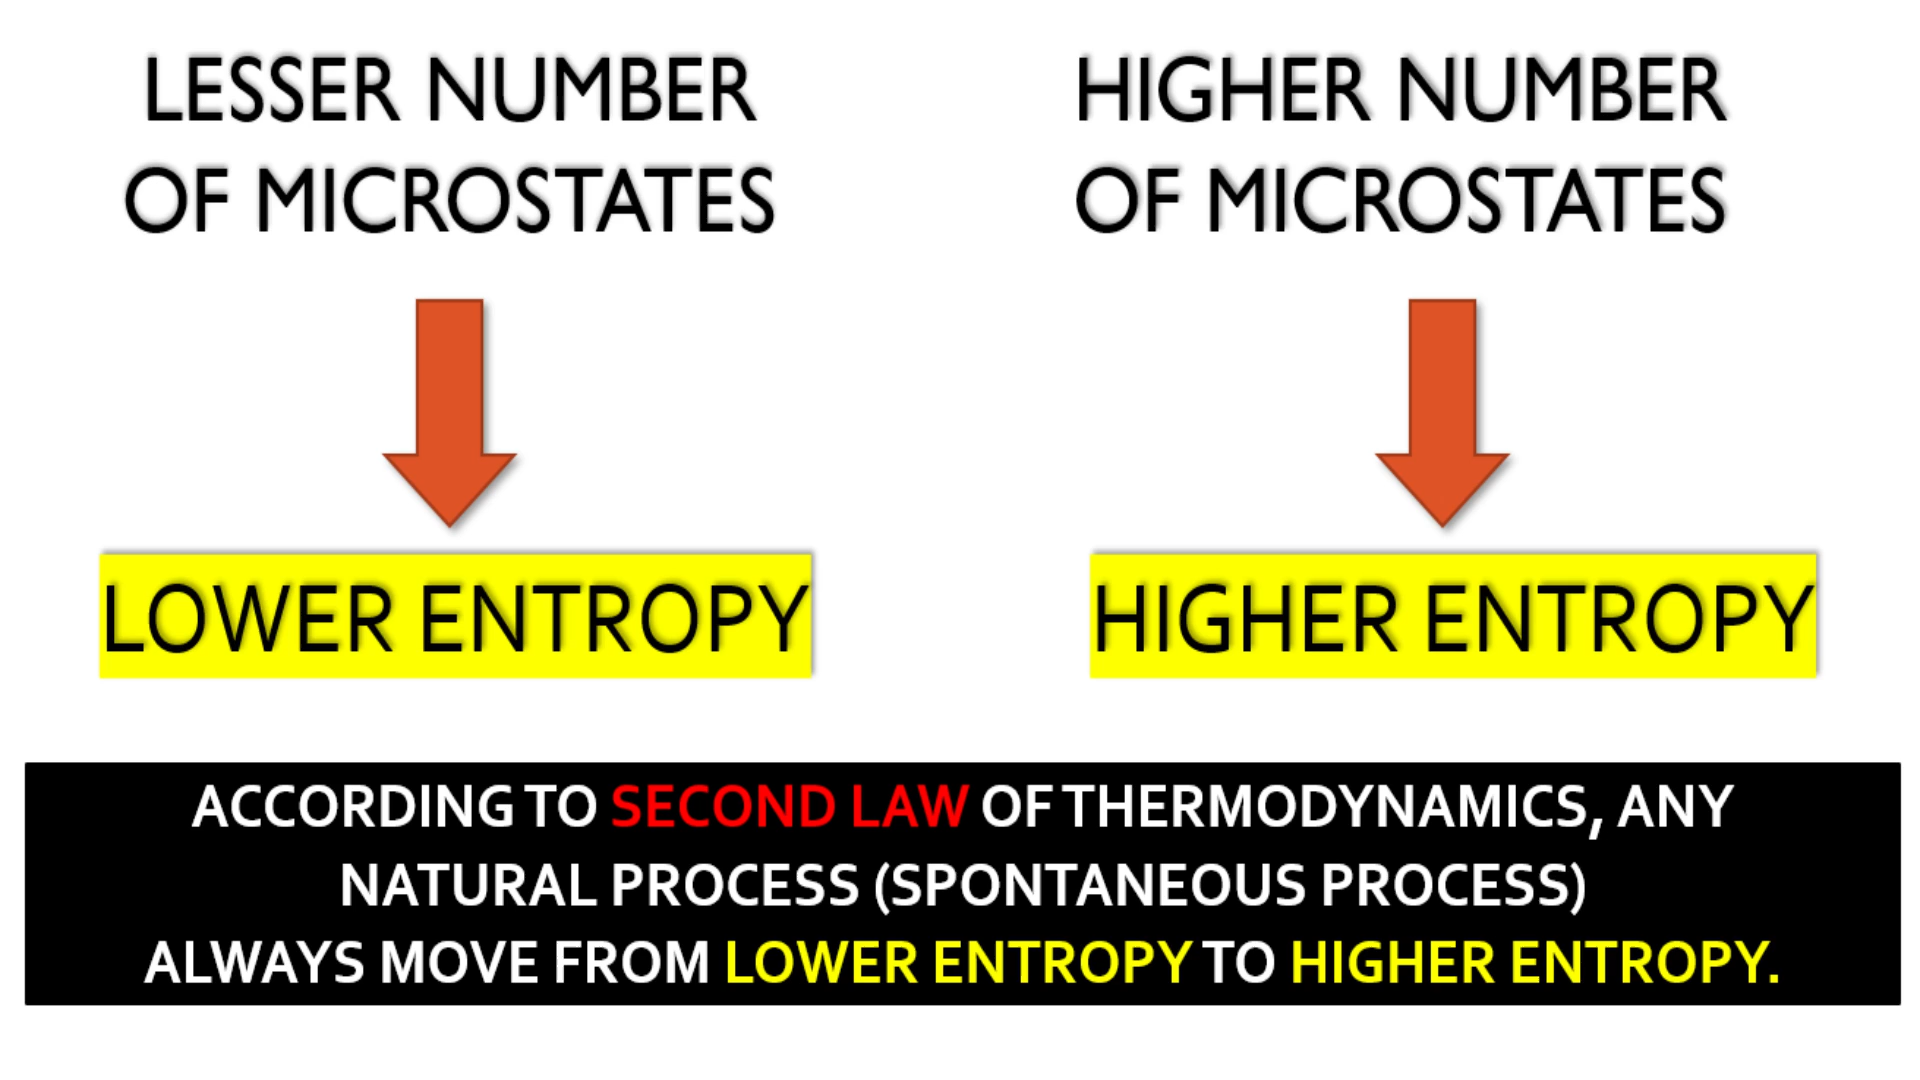 LESSER NUMBER
OF MICROSTATES
HIGHER NUMBER
OF MICROSTATES
LOWER ENTROPY
HIGHER ENTROPY
ACCORDING TO SECOND LAW OF THERMODYNAMICS, ANY
NATURAL PROCESS (SPONTANEOUS PROCESS)
ALWAYS MOVE FROM LOWER ENTROPY TO HIGHER ENTROPY.